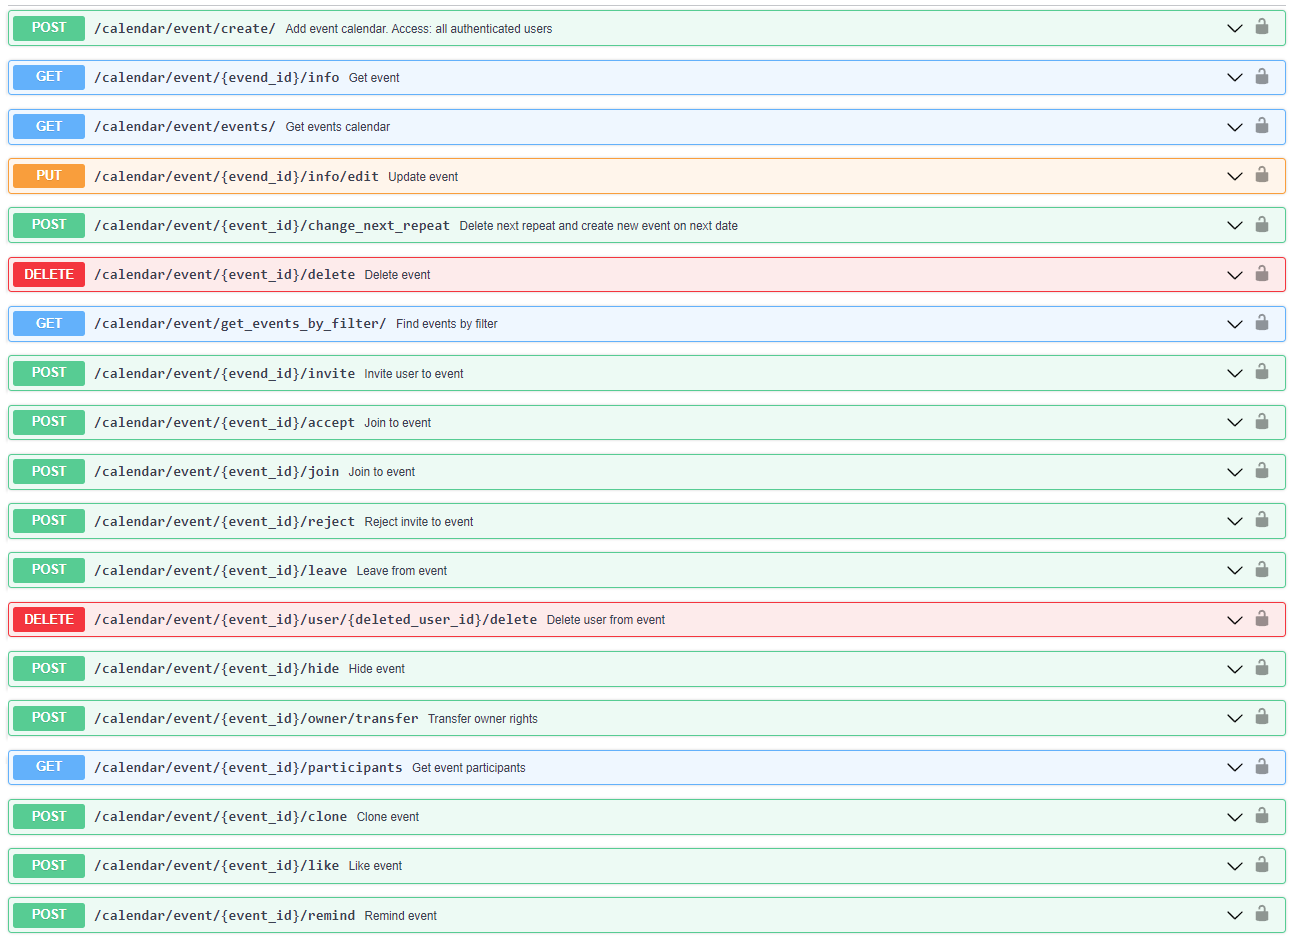 POST /calendar/event/create/ Add event calendar. Access: all authenticated users
GET /calendar/event/{evend_id}/info Get event
GET /calendar/event/events/ Get events calendar
PUT /calendar/event/{evend_id}/info/edit Update event
POST /calendar/event/{event_id}/change_next_repeat Delete next repeat and create new event on next date
DELETE /calendar/event/{event_id}/delete Delete event
GET /calendar/event/get_events_by_filter/ Find events by filter
POST /calendar/event/{evend_id}/invite Invite user to event
POST /calendar/event/{event_id}/accept Join to event
POST /calendar/event/{event_id}/join Join to event
POST /calendar/event/{event_id}/reject Reject invite to event
POST /calendar/event/{event_id}/leave Leave from event
DELETE /calendar/event/{event_id}/user/{deleted_user_id}/delete Delete user from event
POST /calendar/event/{event_id}/hide Hide event
POST /calendar/event/{event_id}/owner/transfer Transfer owner rights
GET /calendar/event/{event_id}/participants Get event participants
POST /calendar/event/{event_id}/clone Clone event
POST /calendar/event/{event_id}/like Like event
POST /calendar/event/{event_id}/remind Remind event